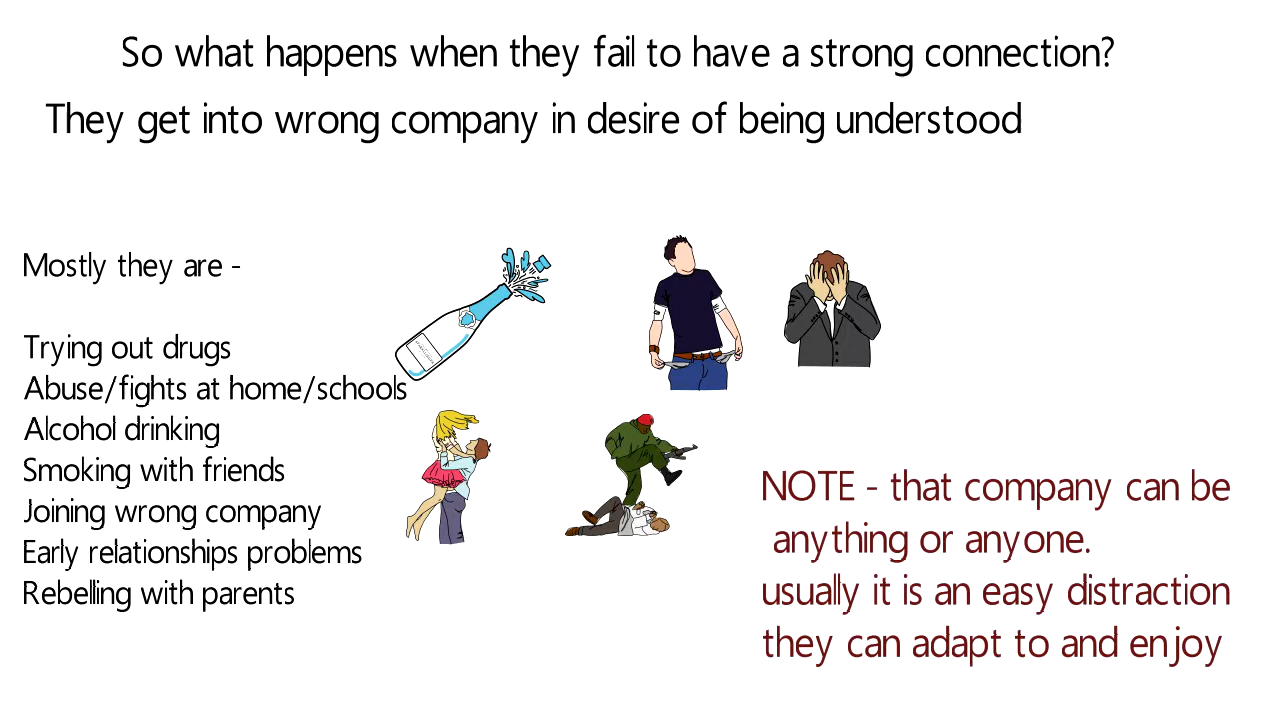 So what happens when they fail to have a strong connection?
They get into wrong company in desire of being understood
Mostly they are -
Trying out drugs
Abuse/fights at home/schools
Alcohol drinking
Smoking with friends
Joining wrong company
Early relationships problems
Rebelling with parents
NOTE - that company can be
anything or anyone.
usually it is an easy distraction
they can adapt to and enjoy